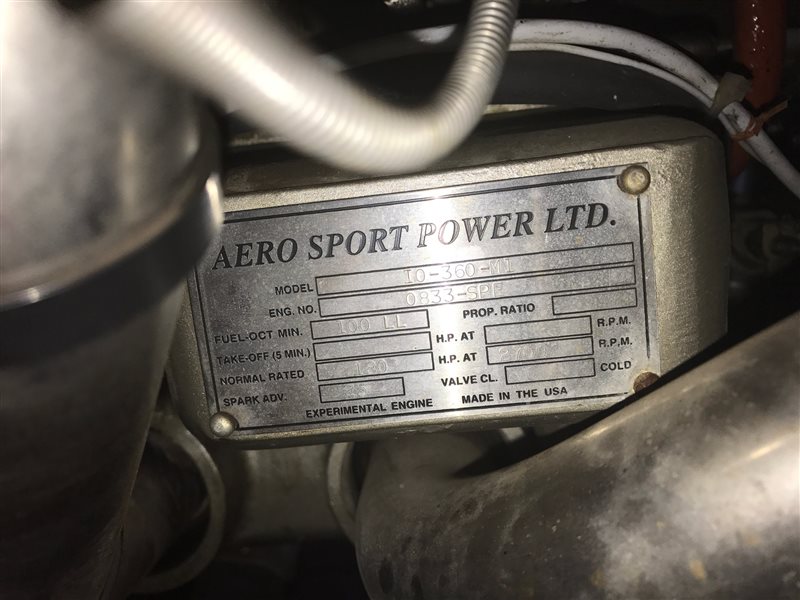 AERO SPORT POWER LTD.
MODEL IO-360-M1
ENG. NO. 0833-SPF
PROP. RATIO
FUEL-OCT MIN. 100 LL
TAKE-OFF (5 MIN.) H.P. AT R.P.M.
NORMAL RATED 180 H.P. AT 2700 R.P.M.
SPARK ADV. VALVE CL. COLD
EXPERIMENTAL ENGINE MADE IN THE USA